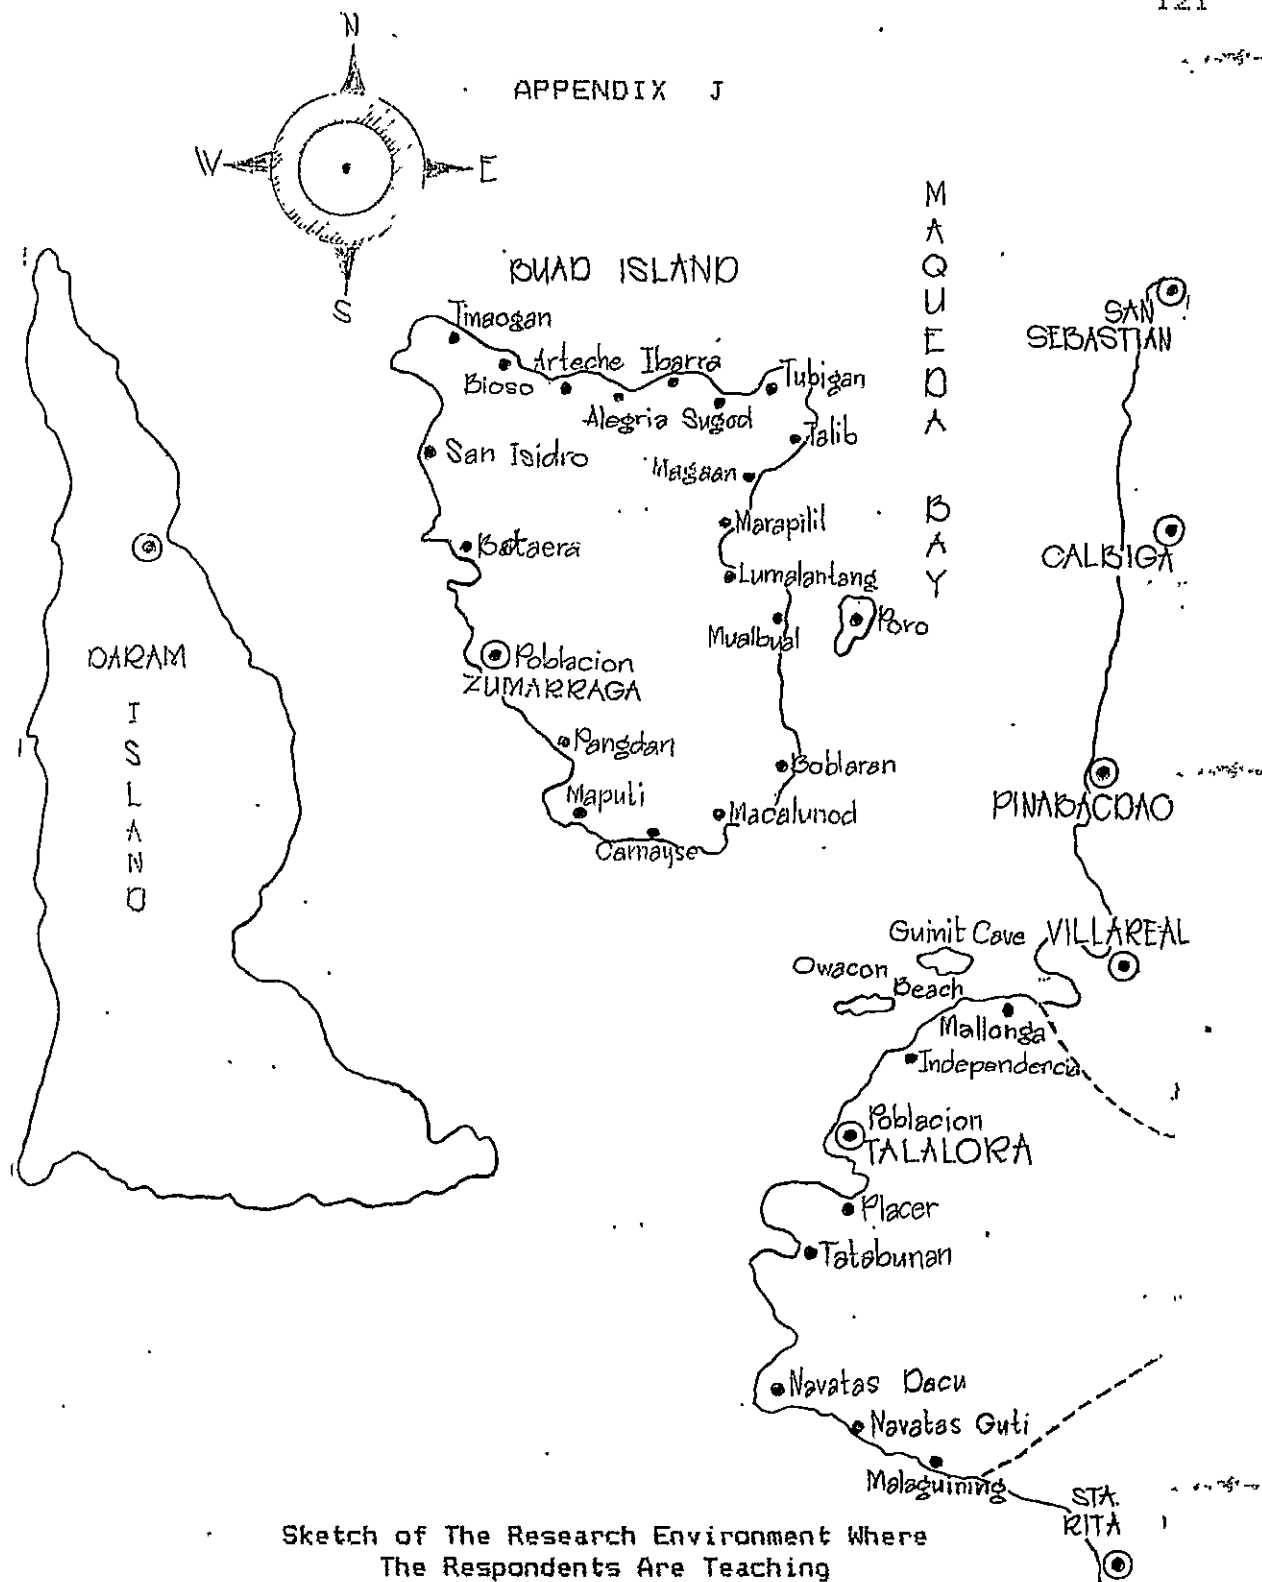 121
N
APPENDIX J
W E
S
MAQUEDA BAY
BUAD ISLAND
Tinaogan
SAN
SEBASTIAN
Arteche Ibarra
Bioso
Tubigan
Alegria Sugod
Talib
San Isidro
Magaan
Marapilil
Bataera
CALBIGA
Lumalantang
Poro
Mualbual
DARAM
ISLAND
Poblacion
ZUMARRAGA
Pangdan
Boblaran
Maputi
PINABACDAO
Macalunod
Camayse
Guinit Cave
VILLAREAL
Owacon
Beach
Mallonga
Independencia
Poblacion
TALALORA
Placer
Tatabunan
Navatas Dacu
Navatas Guti
Malaguining
STA.
RITA
Sketch of The Research Environment Where
The Respondents Are Teaching